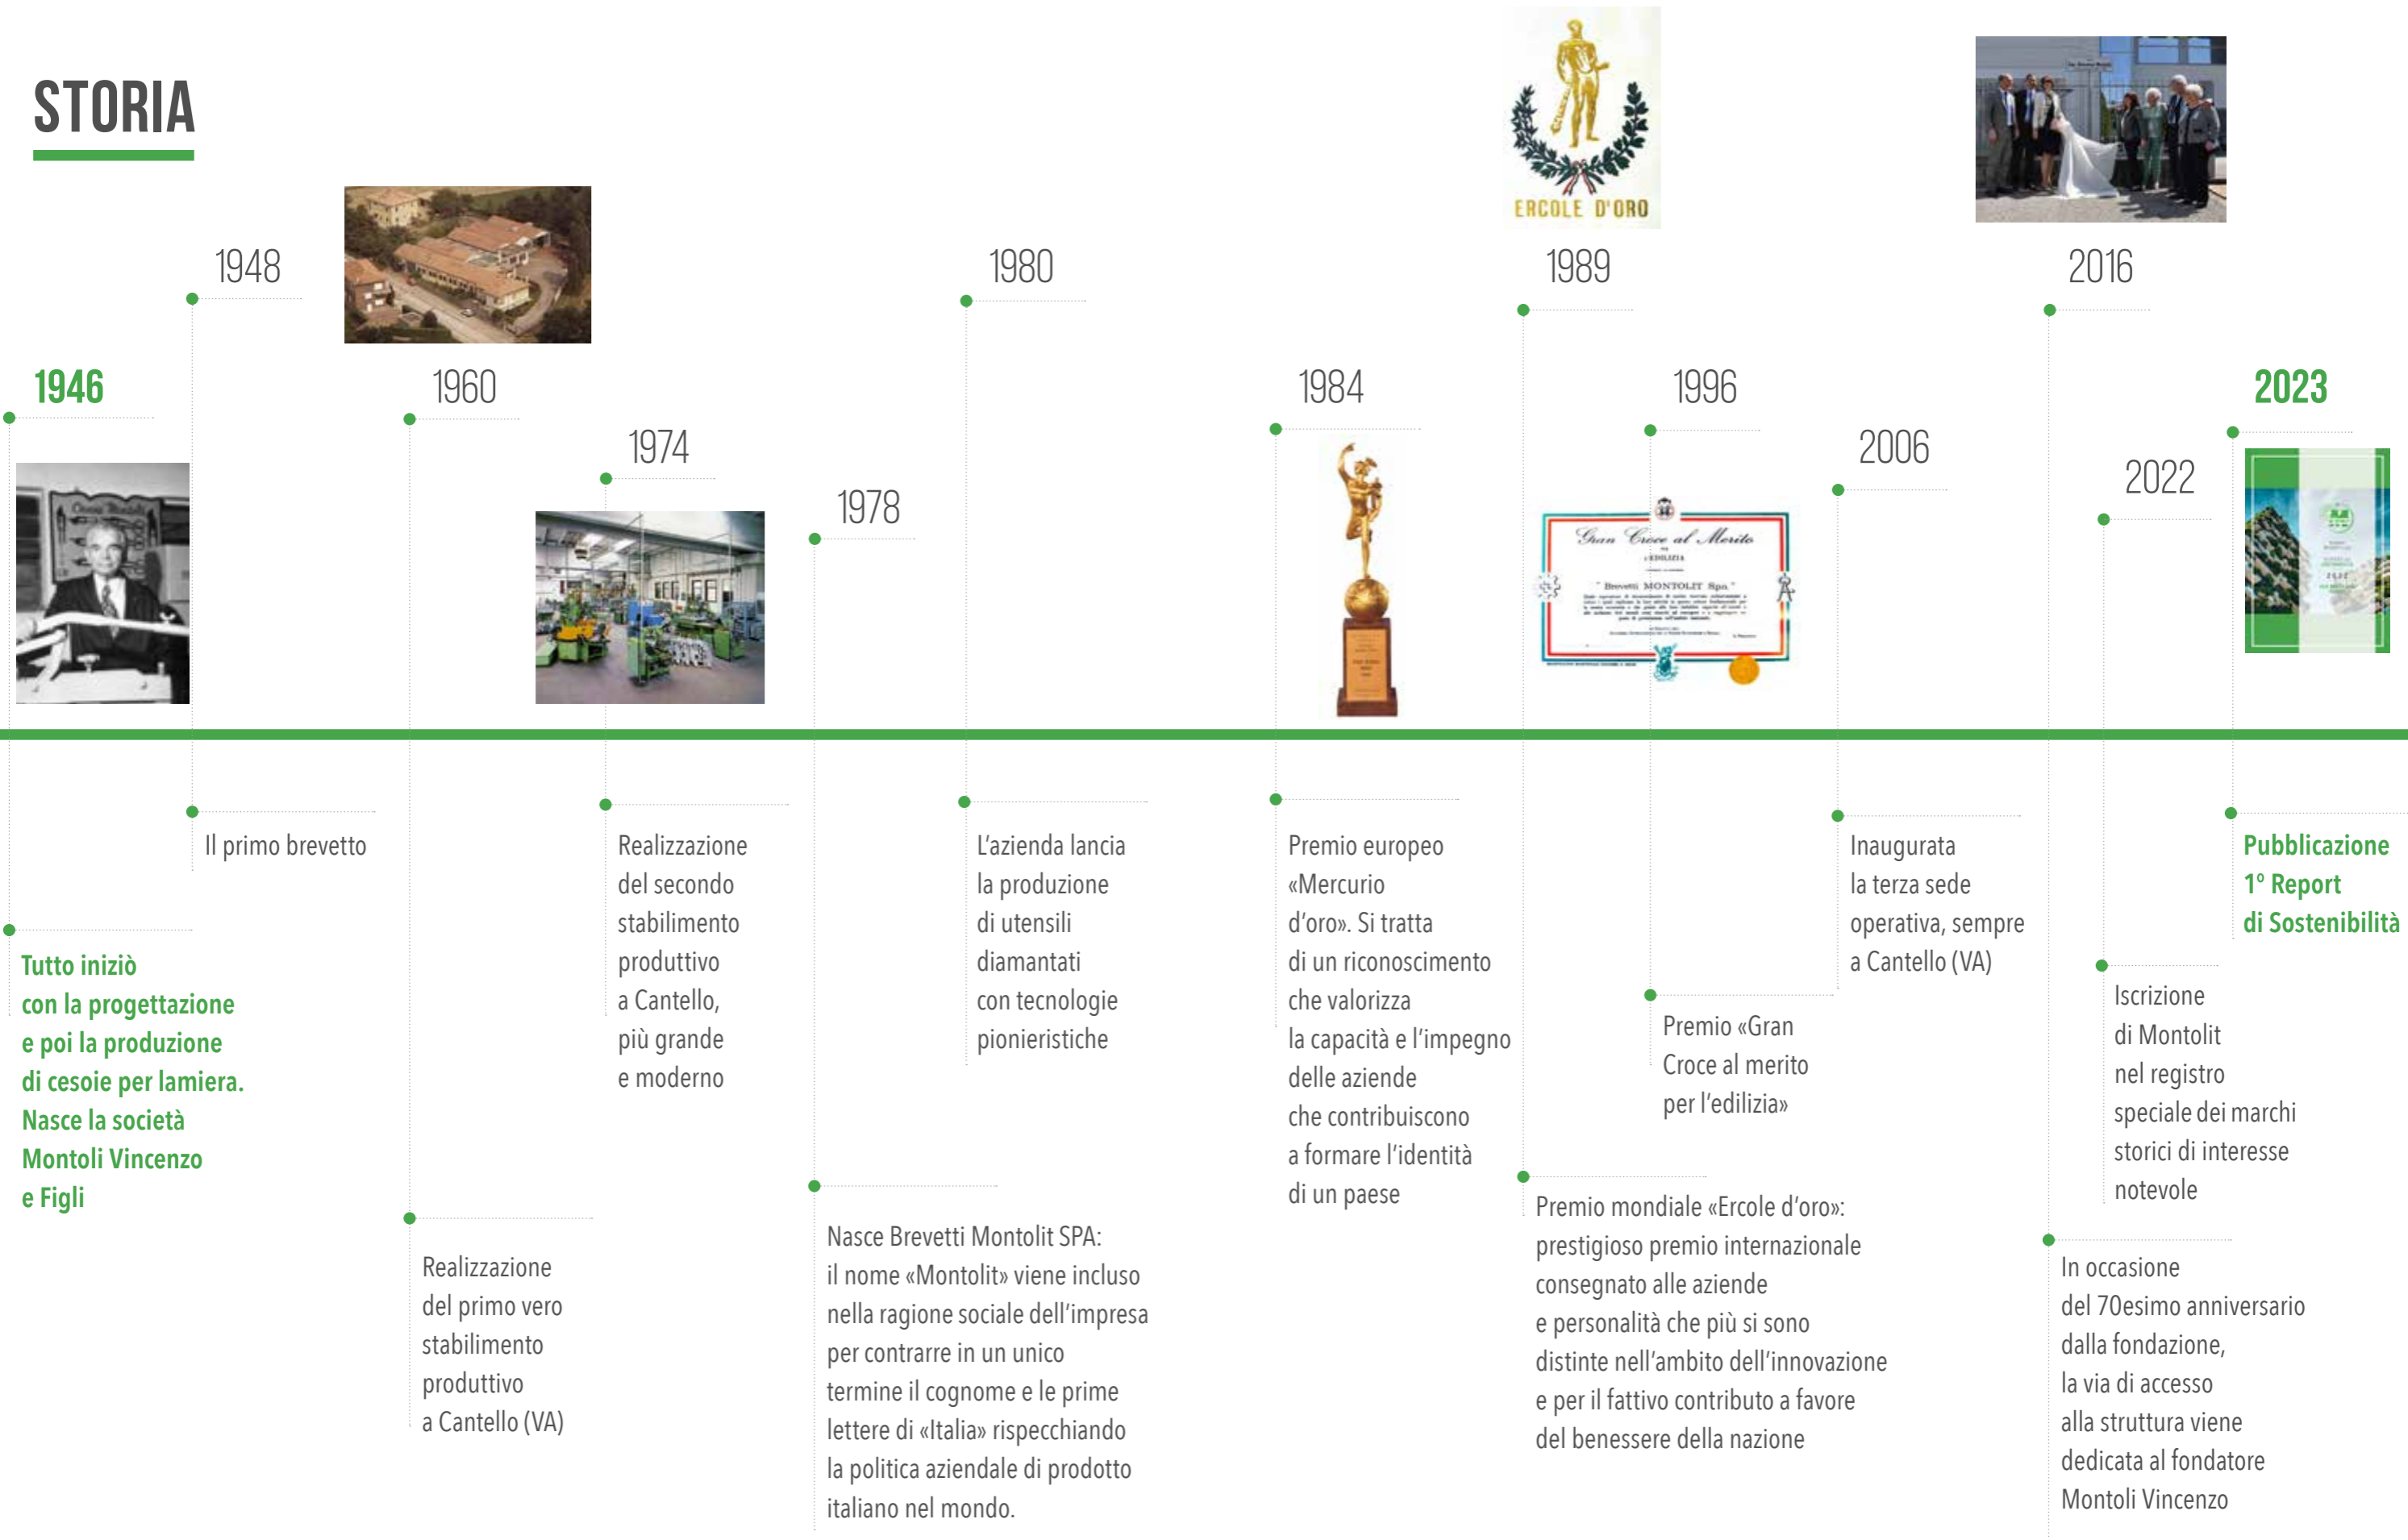 STORIA
1946
Tutto iniziò
con la progettazione
e poi la produzione
di cesoie per lamiera.
Nasce la società
Montoli Vincenzo
e Figli
1948
Il primo brevetto
1960
Realizzazione
del primo vero
stabilimento
produttivo
a Cantello (VA)
1974
Realizzazione
del secondo
stabilimento
produttivo
a Cantello,
più grande
e moderno
1978
Nasce Brevetti Montolit SPA:
il nome «Montolit» viene incluso
nella ragione sociale dell'impresa
per contrarre in un unico
termine il cognome e le prime
lettere di «Italia» rispecchiando
la politica aziendale di prodotto
italiano nel mondo.
1980
L'azienda lancia
la produzione
di utensili
diamantati
con tecnologie
pionieristiche
1984
Premio europeo
«Mercurio
d'oro». Si tratta
di un riconoscimento
che valorizza
la capacità e l'impegno
delle aziende
che contribuiscono
a formare l'identità
di un paese
ERCOLE D'ORO
1989
Premio mondiale «Ercole d'oro»:
prestigioso premio internazionale
consegnato alle aziende
e personalità che più si sono
distinte nell'ambito dell'innovazione
e per il fattivo contributo a favore
del benessere della nazione
1996
Gran Croce al Merito
L'EDILIZIA
"Brevetti MONTOLIT Spa"
Premio «Gran
Croce al merito
per l'edilizia»
2006
Inaugurata
la terza sede
operativa, sempre
a Cantello (VA)
2016
In occasione
del 70esimo anniversario
dalla fondazione,
la via di accesso
alla struttura viene
dedicata al fondatore
Montoli Vincenzo
2022
Iscrizione
di Montolit
nel registro
speciale dei marchi
storici di interesse
notevole
2023
2022
Pubblicazione
1° Report
di Sostenibilità